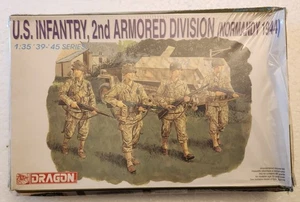 U.S. INFANTRY, 2nd ARMORED DIVISION (NORMANDY 1944)
1:35 '39-'45 SERIES
DRAGON